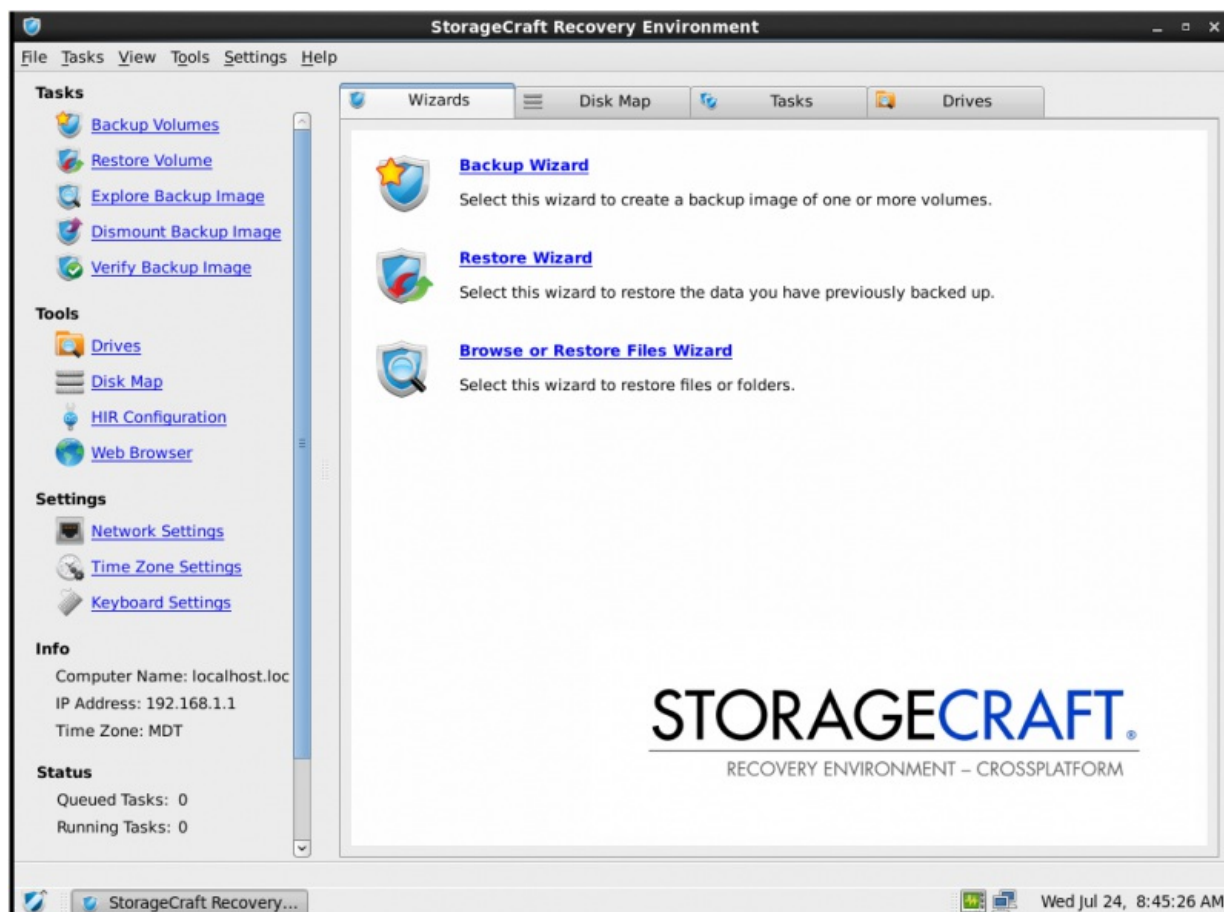 StorageCraft Recovery Environment
File Tasks View Tools Settings Help
Tasks
Backup Volumes
Restore Volume
Explore Backup Image
Dismount Backup Image
Verify Backup Image
Tools
Drives
Disk Map
HIR Configuration
Web Browser
Settings
Network Settings
Time Zone Settings
Keyboard Settings
Info
Computer Name: localhost.loc
IP Address: 192.168.1.1
Time Zone: MDT
Status
Queued Tasks: 0
Running Tasks: 0
Wizards Disk Map Tasks Drives
Backup Wizard
Select this wizard to create a backup image of one or more volumes.
Restore Wizard
Select this wizard to restore the data you have previously backed up.
Browse or Restore Files Wizard
Select this wizard to restore files or folders.
STORAGECRAFT®
RECOVERY ENVIRONMENT – CROSSPLATFORM
StorageCraft Recovery...
Wed Jul 24, 8:45:26 AM